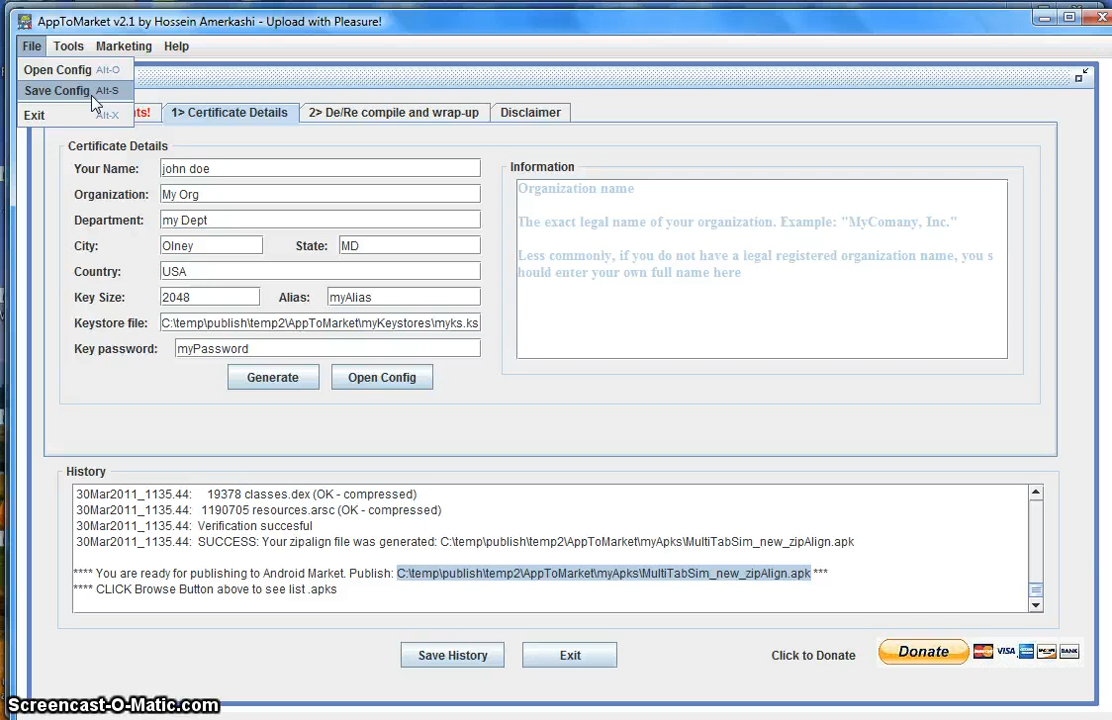 AppToMarket v2.1 by Hossein Amerkashi - Upload with Pleasure!
File Tools Marketing Help
Open Config Alt-O
Save Config Alt-S
Exit Alt-X
nts! 1> Certificate Details 2> De/Re compile and wrap-up Disclaimer
Certificate Details
Your Name: john doe
Organization: My Org
Department: my Dept
City: Olney State: MD
Country: USA
Key Size: 2048 Alias: myAlias
Keystore file: C:\temp\publish\temp2\AppToMarket\myKeystores\myks.ks
Key password: myPassword
Generate Open Config
Information
Organization name
The exact legal name of your organization. Example: "MyComany, Inc."
Less commonly, if you do not have a legal registered organization name, you s
hould enter your own full name here
History
30Mar2011_1135.44: 19378 classes.dex (OK - compressed)
30Mar2011_1135.44: 1190705 resources.arsc (OK - compressed)
30Mar2011_1135.44: Verification succesful
30Mar2011_1135.44: SUCCESS: Your zipalign file was generated: C:\temp\publish\temp2\AppToMarket\myApks\MultiTabSim_new_zipAlign.apk
**** You are ready for publishing to Android Market. Publish: C:\temp\publish\temp2\AppToMarket\myApks\MultiTabSim_new_zipAlign.apk ***
**** CLICK Browse Button above to see list .apks
Save History Exit Click to Donate Donate VISA BANK
Screencast-O-Matic.com